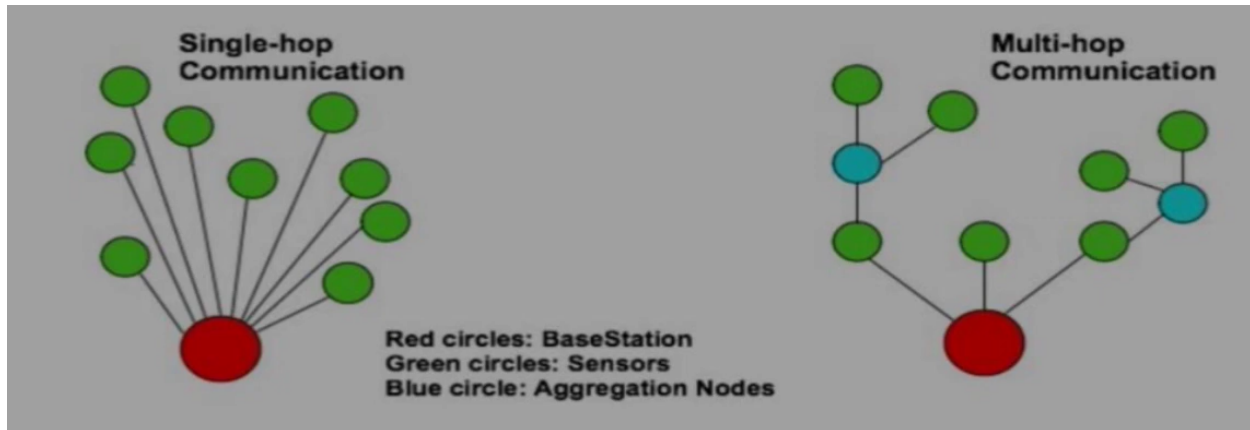 Single-hop
Communication
Multi-hop
Communication
Red circles: BaseStation
Green circles: Sensors
Blue circle: Aggregation Nodes